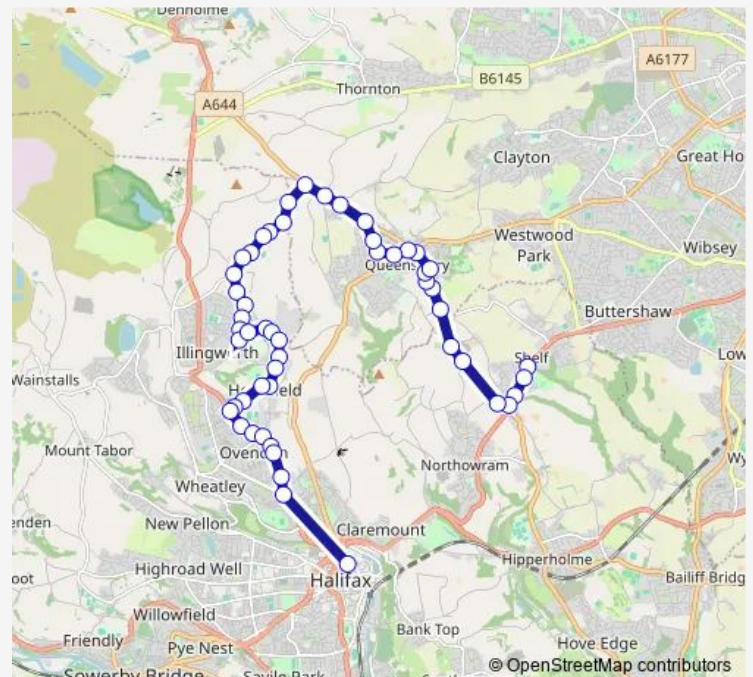 Denholme
A6177
B6145
Thornton
A644
Clayton
Great Ho
Westwood
Park
Wibsey
Queensbury
Buttershaw
Illingworth
Shelf
Low
Wainstalls
Holmfield
Mount Tabor
Ovenden
Wy
Northowram
Wheatley
enden
New Pellon
Claremount
Hipperholme
oot
Highroad Well
Halifax
Bailiff Bridg
Willowfield
Bank Top
Friendly
Pye Nest
Hove Edge
Sowerby Bridge
Savile Park
© OpenStreetMap contributors